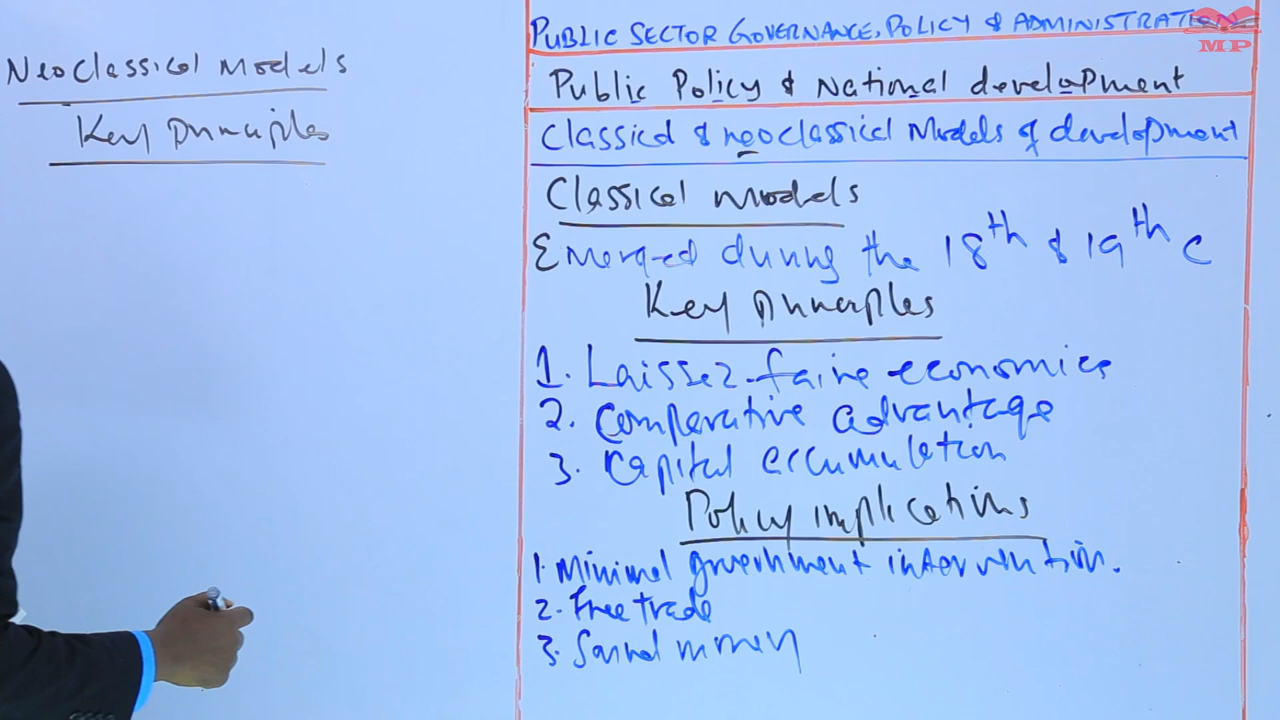 Neoclassical Models
Key principles
PUBLIC SECTOR GOVERNANCE, POLICY & ADMINISTRATION
MP
Public Policy & National development
Classical & neoclassical Models of development
Classical models
Emerged during the 18th & 19th C
Key principles
1. Laissez-faire economics
2. Comparative advantage
3. Capital accumulation
Policy implications
1. Minimal government intervention.
2. Free trade
3. Sound money